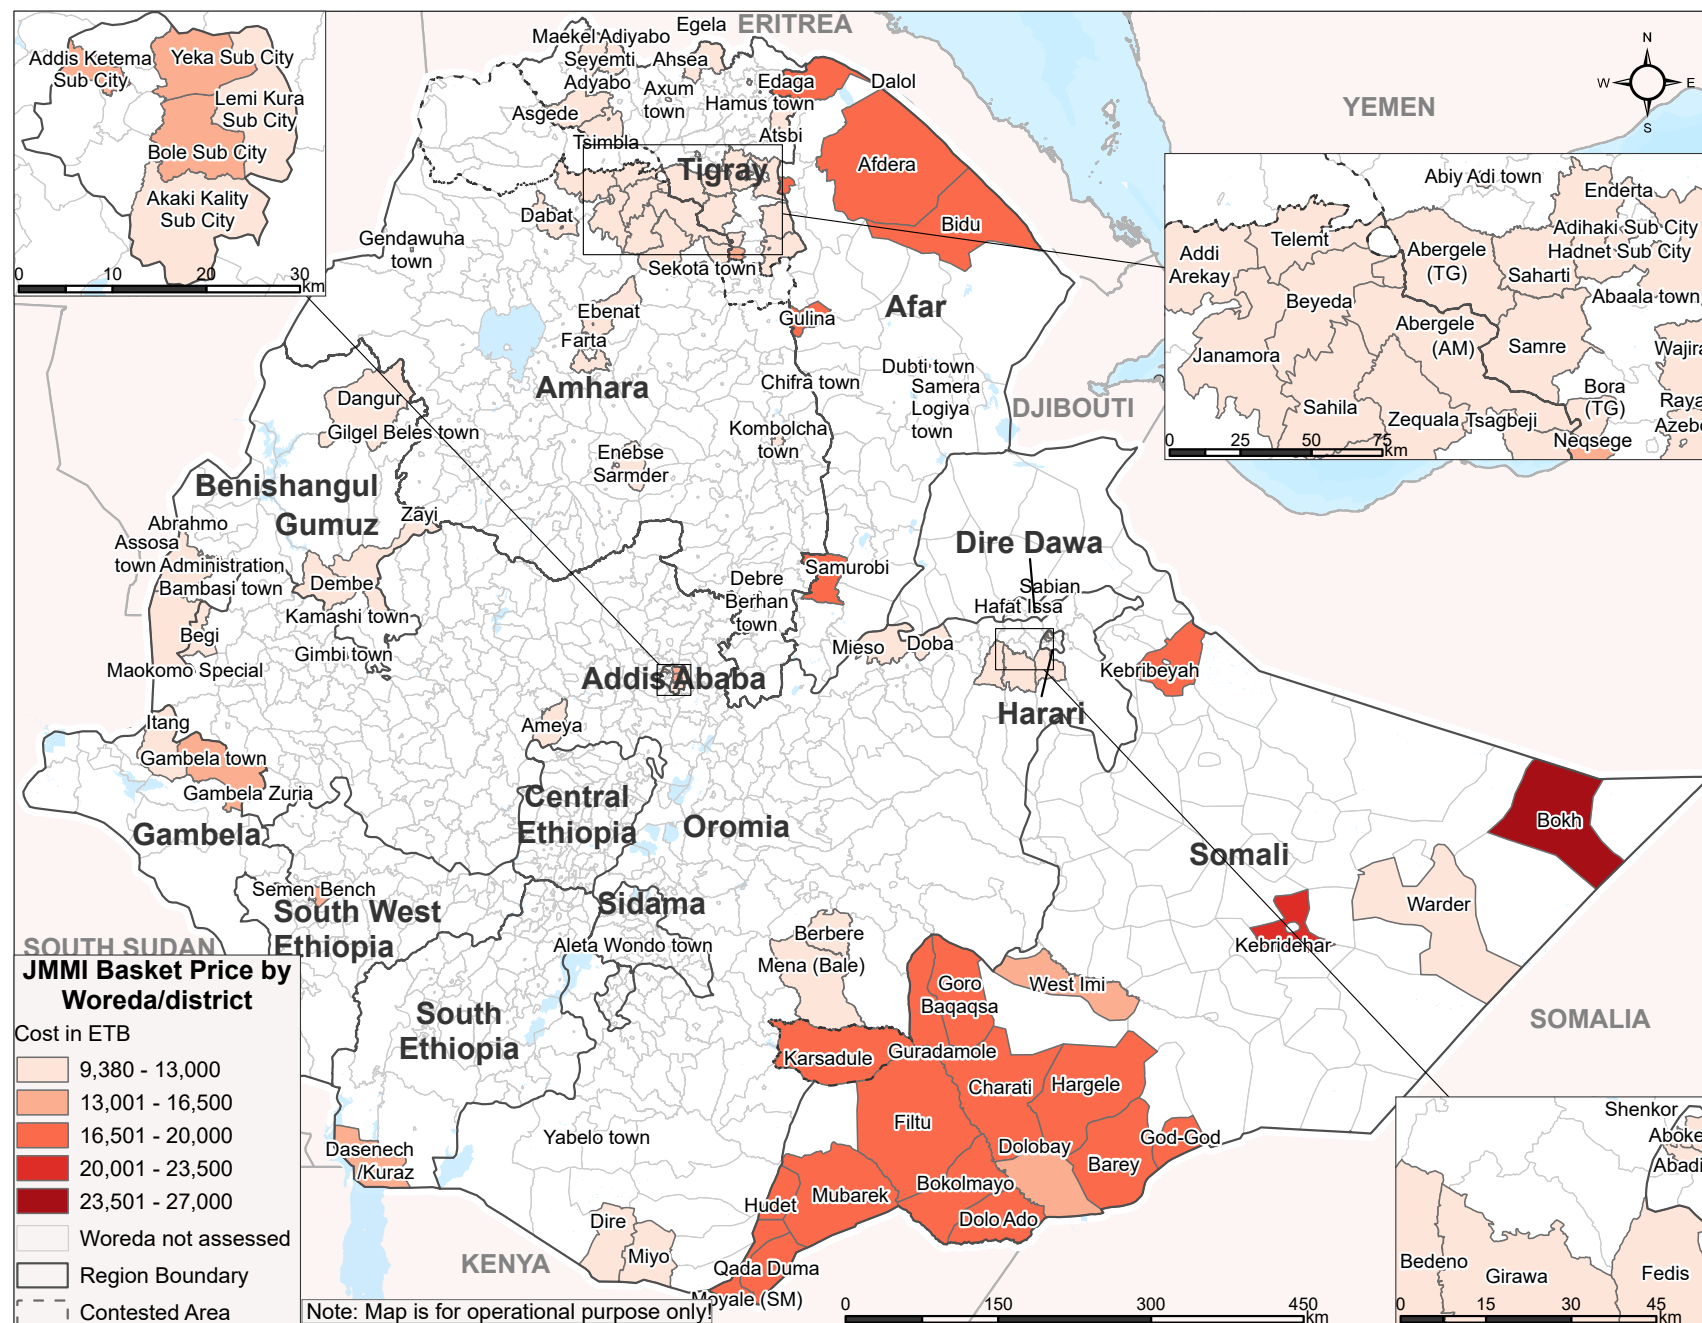 ERITREA
YEMEN
DJIBOUTI
SOMALIA
KENYA
SOUTH SUDAN
N
W
E
S
Addis Ketema
Sub City
Yeka Sub City
Lemi Kura
Sub City
Bole Sub City
Akaki Kality
Sub City
0
10
20
30
km
Maekel Adiyabo
Seyemti
Adyabo
Egela
Ahsea
Axum
town
Edaga
Hamus town
Dalol
Asgede
Tsimbla
Atsbi
Tigray
Afdera
Bidu
Dabat
Gendawuha
town
Sekota town
Ebenat
Farta
Gulina
Afar
Amhara
Chifra town
Dubti town
Samera
Logiya
town
Dangur
Gilgel Beles town
Kombolcha
town
Enebse
Sarmder
Benishangul
Gumuz
Zayi
Abrahmo
Assosa
town Administration
Bambasi town
Dembe
Kamashi town
Begi
Gimbi town
Maokomo Special
Debre
Berhan
town
Samurobi
Dire Dawa
Sabian
Hafat Issa
Mieso
Doba
Kebribeyah
Addis Ababa
Harari
Ameya
Itang
Gambela town
Gambela Zuria
Gambela
Central
Ethiopia
Oromia
Somali
Bokh
Semen Bench
South West
Ethiopia
Sidama
Aleta Wondo town
Warder
Kebridehar
Berbere
Mena (Bale)
Goro
Baqaqsa
West Imi
South
Ethiopia
Karsadule
Guradamole
Charati
Hargele
Filtu
Dolobay
God-God
Barey
Yabelo town
Dasenech
/Kuraz
Bokolmayo
Mubarek
Hudet
Dolo Ado
Dire
Miyo
Qada Duma
Moyale (SM)
Abiy Adi town
Enderta
Adihaki Sub City
Hadnet Sub City
Addi
Arekay
Telemt
Abergele
(TG)
Saharti
Beyeda
Abaala town
Abergele
(AM)
Janamora
Samre
Wajira
Bora
(TG)
Sahila
Zequala
Tsagbeji
Raya
Azebo
Neqsege
0
25
50
75
km
Shenkor
Aboke
Abadi
Bedeno
Girawa
Fedis
0
15
30
45
km
JMMI Basket Price by
Woreda/district
Cost in ETB
9,380 - 13,000
13,001 - 16,500
16,501 - 20,000
20,001 - 23,500
23,501 - 27,000
Woreda not assessed
Region Boundary
Contested Area
Note: Map is for operational purpose only!
0
150
300
450
km